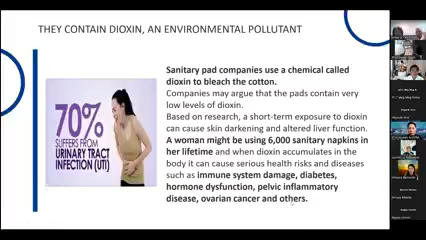 THEY CONTAIN DIOXIN, AN ENVIRONMENTAL POLLUTANT
Sanitary pad companies use a chemical called
dioxin to bleach the cotton.
Companies may argue that the pads contain very
low levels of dioxin.
Based on research, a short-term exposure to dioxin
can cause skin darkening and altered liver function.
A woman might be using 6,000 sanitary napkins in
her lifetime and when dioxin accumulates in the
body it can cause serious health risks and diseases
such as immune system damage, diabetes,
hormone dysfunction, pelvic inflammatory
disease, ovarian cancer and others.
70%
SUFFERS FROM
URINARY TRACT
INFECTION (UTI)